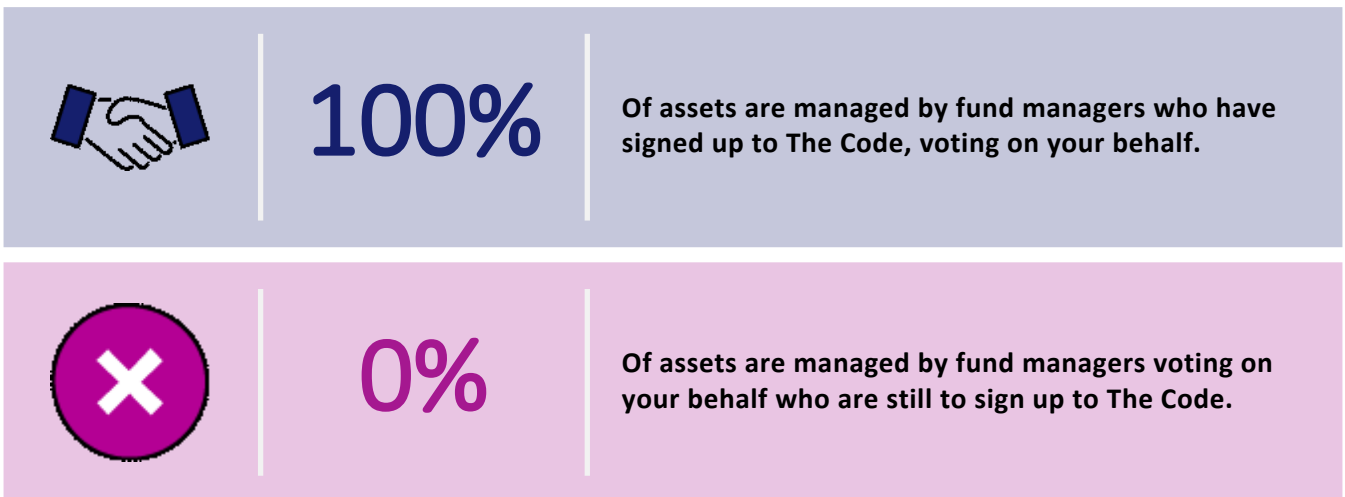 100%
Of assets are managed by fund managers who have
signed up to The Code, voting on your behalf.
0%
Of assets are managed by fund managers voting on
your behalf who are still to sign up to The Code.